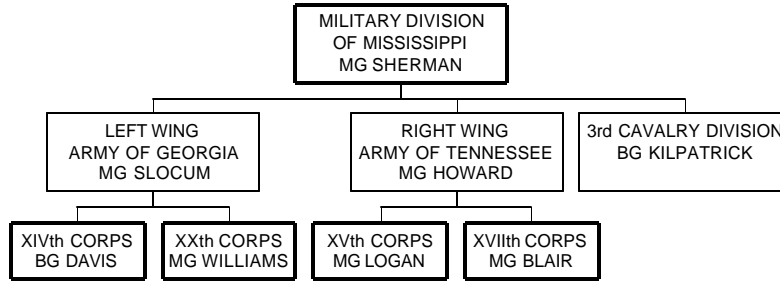 MILITARY DIVISION
OF MISSISSIPPI
MG SHERMAN
LEFT WING
ARMY OF GEORGIA
MG SLOCUM
RIGHT WING
ARMY OF TENNESSEE
MG HOWARD
3rd CAVALRY DIVISION
BG KILPATRICK
XIVth CORPS
BG DAVIS
XXth CORPS
MG WILLIAMS
XVth CORPS
MG LOGAN
XVIIth CORPS
MG BLAIR